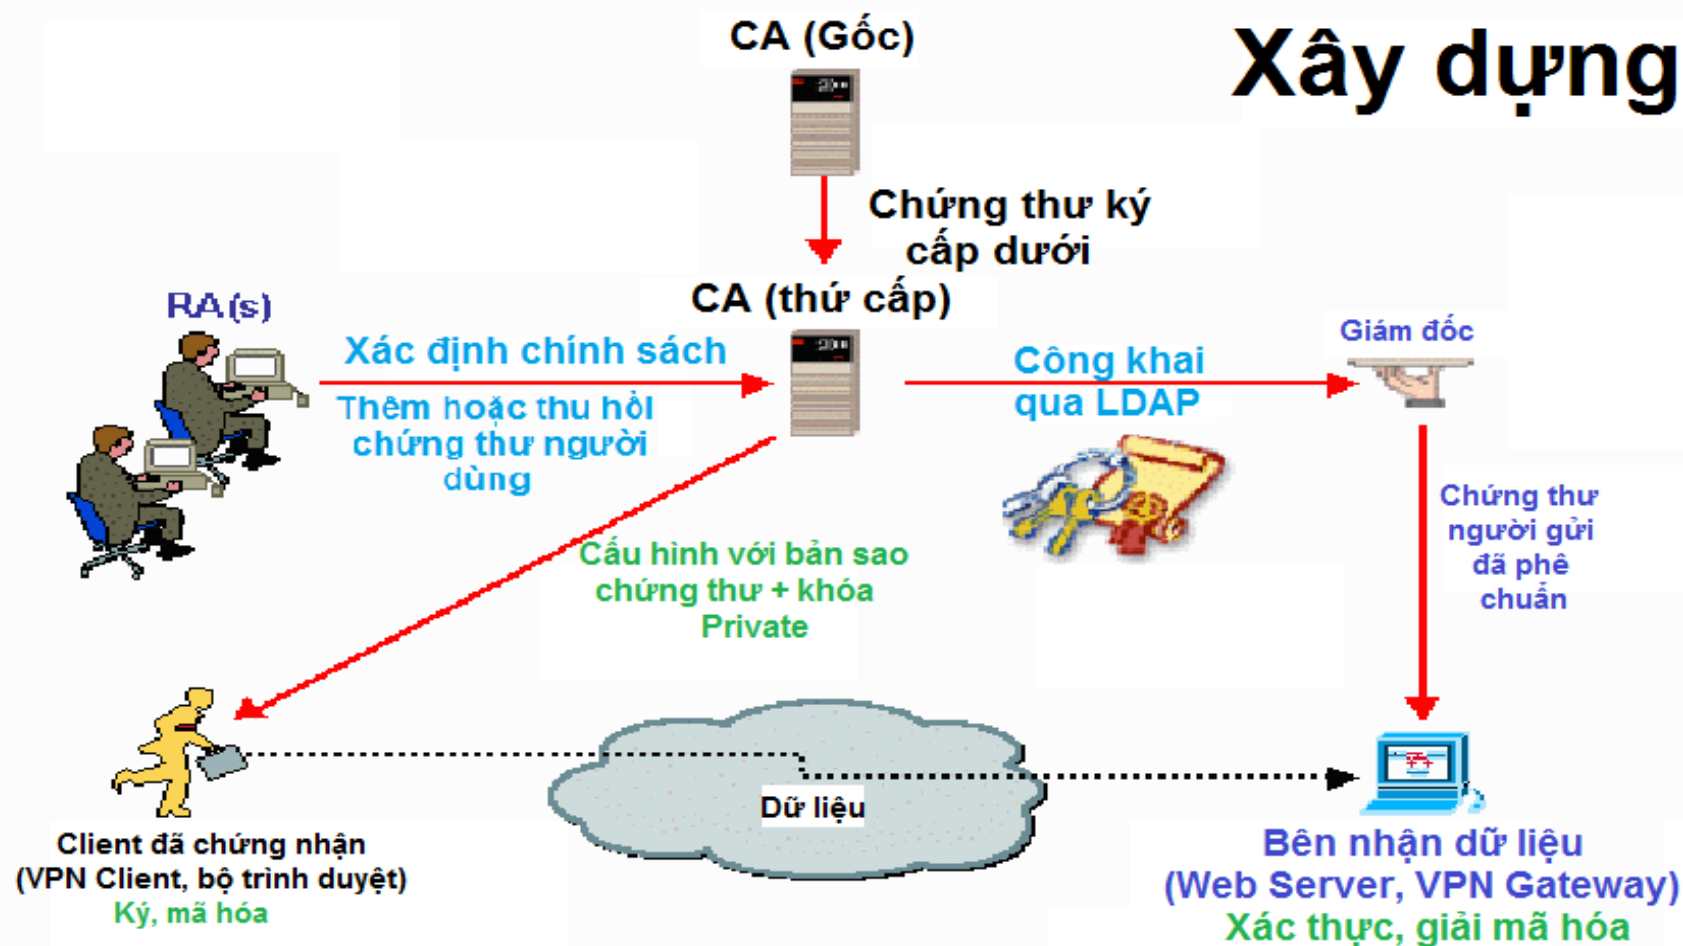 CA (Gốc)
Xây dựng
Chứng thư ký
cấp dưới
CA (thứ cấp)
RA(s)
Xác định chính sách
Thêm hoặc thu hồi
chứng thư người
dùng
Công khai
qua LDAP
Giám đốc
Chứng thư
người gửi
đã phê
chuẩn
Cấu hình với bản sao
chứng thư + khóa
Private
Dữ liệu
Client đã chứng nhận
(VPN Client, bộ trình duyệt)
Ký, mã hóa
Bên nhận dữ liệu
(Web Server, VPN Gateway)
Xác thực, giải mã hóa